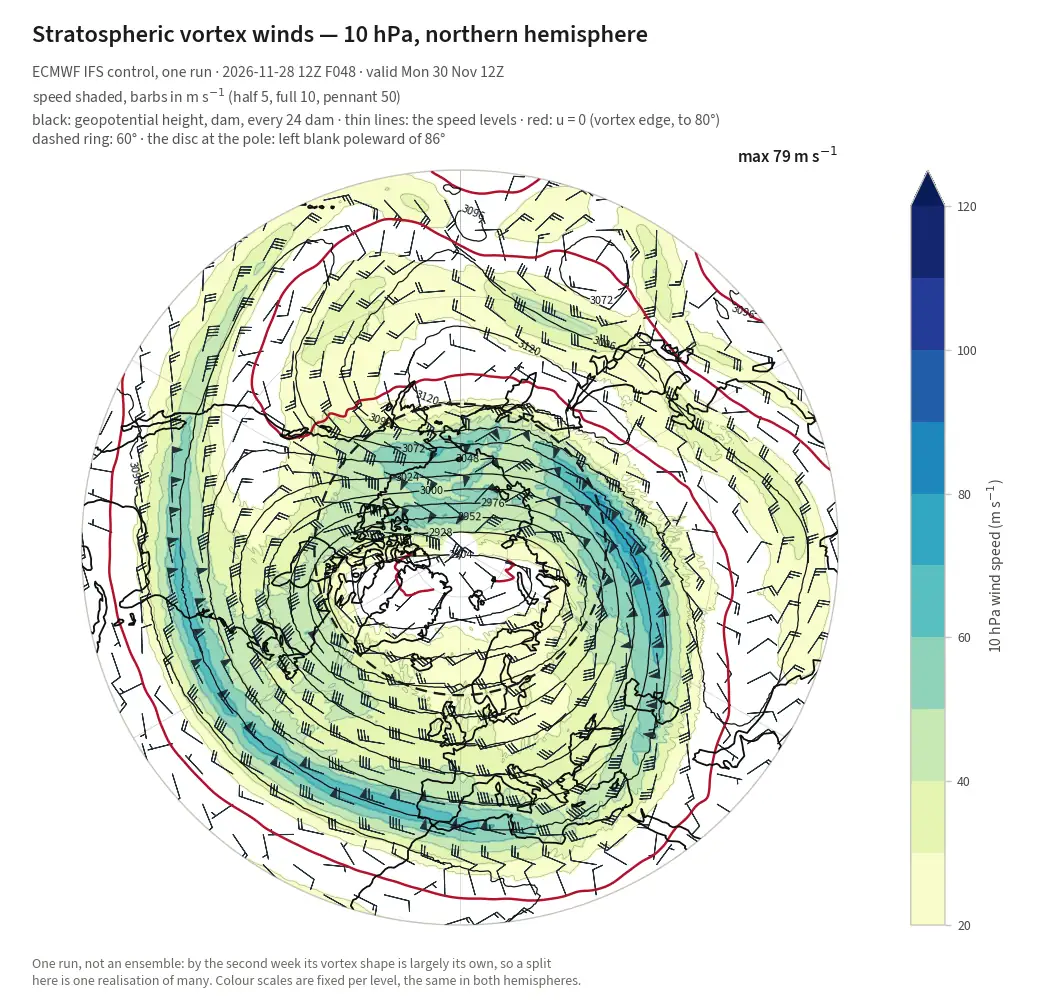 Stratospheric vortex winds — 10 hPa, northern hemisphere
ECMWF IFS control, one run · 2026-11-28 12Z F048 · valid Mon 30 Nov 12Z
speed shaded, barbs in m s⁻¹ (half 5, full 10, pennant 50)
black: geopotential height, dam, every 24 dam · thin lines: the speed levels · red: u = 0 (vortex edge, to 80°)
dashed ring: 60° · the disc at the pole: left blank poleward of 86°
max 79 m s⁻¹
120
100
80
60
40
20
10 hPa wind speed (m s⁻¹)
3096
3072
3096
3120
3120
3072
3048
3024
3000
2976
2952
2928
3096
One run, not an ensemble: by the second week its vortex shape is largely its own, so a split
here is one realisation of many. Colour scales are fixed per level, the same in both hemispheres.